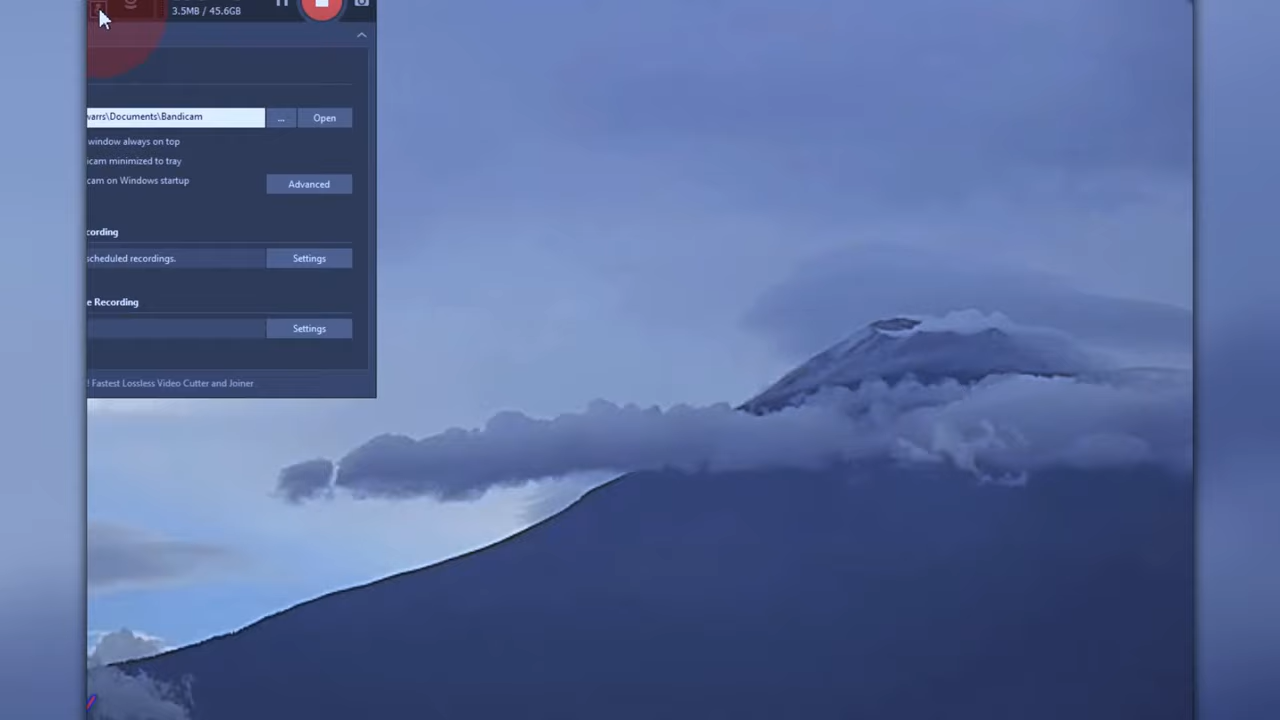 3.5MB / 45.6GB
warrs\Documents\Bandicam
... Open
window always on top
icam minimized to tray
cam on Windows startup
Advanced
cording
scheduled recordings.
Settings
e Recording
Settings
! Fastest Lossless Video Cutter and Joiner